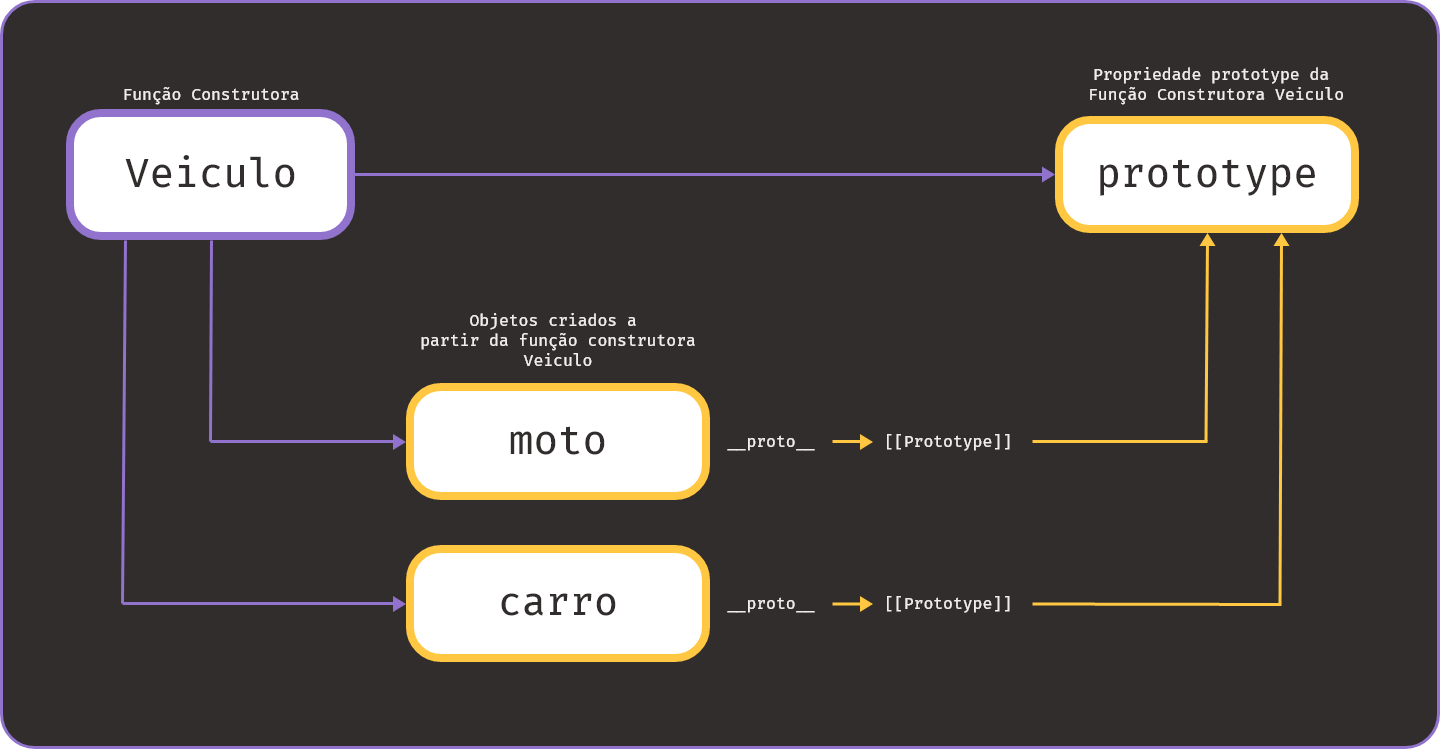 Função Construtora
Veiculo
Propriedade prototype da
Função Construtora Veiculo
prototype
Objetos criados a
partir da função construtora
Veiculo
moto
__proto__
[[Prototype]]
carro
__proto__
[[Prototype]]